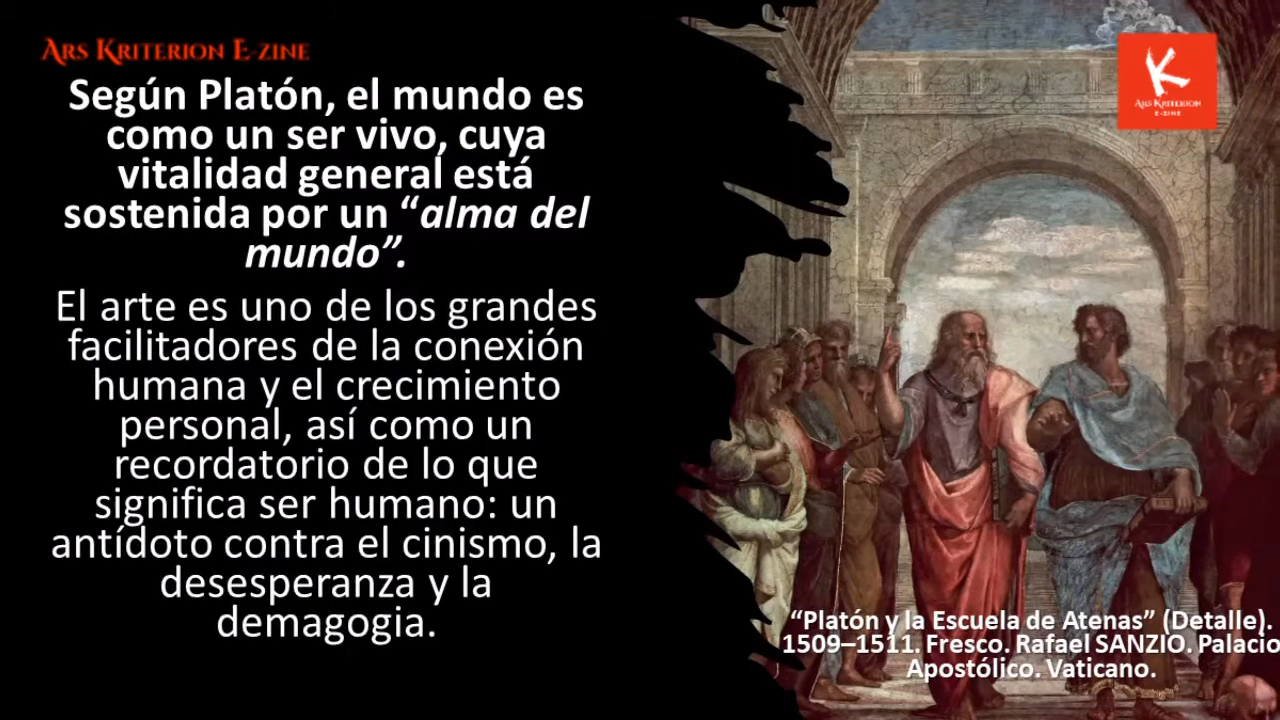 ARS KRITERION E-ZINE
Según Platón, el mundo es
como un ser vivo, cuya
vitalidad general está
sostenida por un “alma del
mundo”.
El arte es uno de los grandes
facilitadores de la conexión
humana y el crecimiento
personal, así como un
recordatorio de lo que
significa ser humano: un
antídoto contra el cinismo, la
desesperanza y la
demagogia.
K
ARS KRITERION
E-ZINE
“Platón y la Escuela de Atenas” (Detalle).
1509–1511. Fresco. Rafael SANZIO. Palacio
Apostólico. Vaticano.